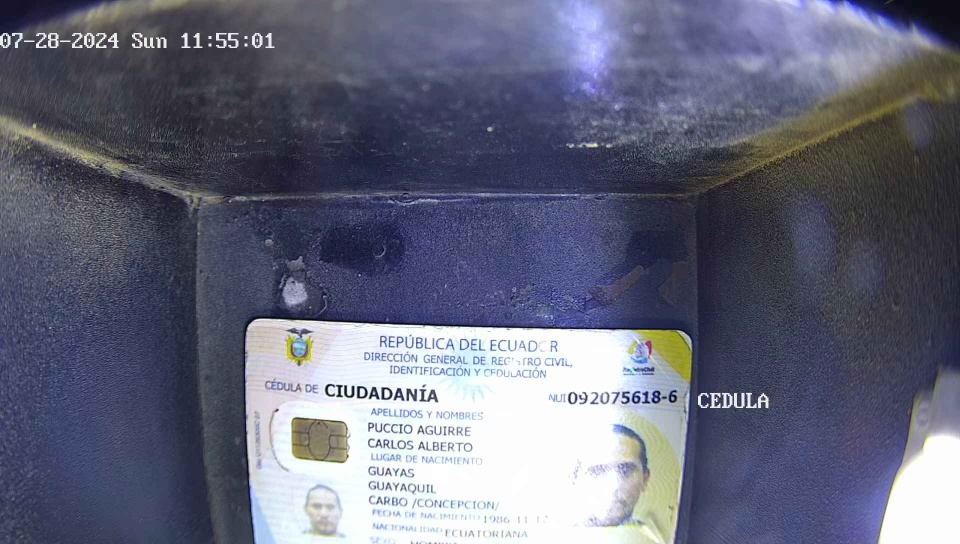 07-28-2024 Sun 11:55:01
REPÚBLICA DEL ECUADOR
DIRECCIÓN GENERAL DE REGISTRO CIVIL,
IDENTIFICACIÓN Y CEDULACIÓN
CÉDULA DE CIUDADANÍA
NUI 092075618-6
CEDULA
APELLIDOS Y NOMBRES
PUCCIO AGUIRRE
CARLOS ALBERTO
LUGAR DE NACIMIENTO
GUAYAS
GUAYAQUIL
CARBO /CONCEPCION/
FECHA DE NACIMIENTO 1986-11-
NACIONALIDAD ECUATORIANA
SEXO